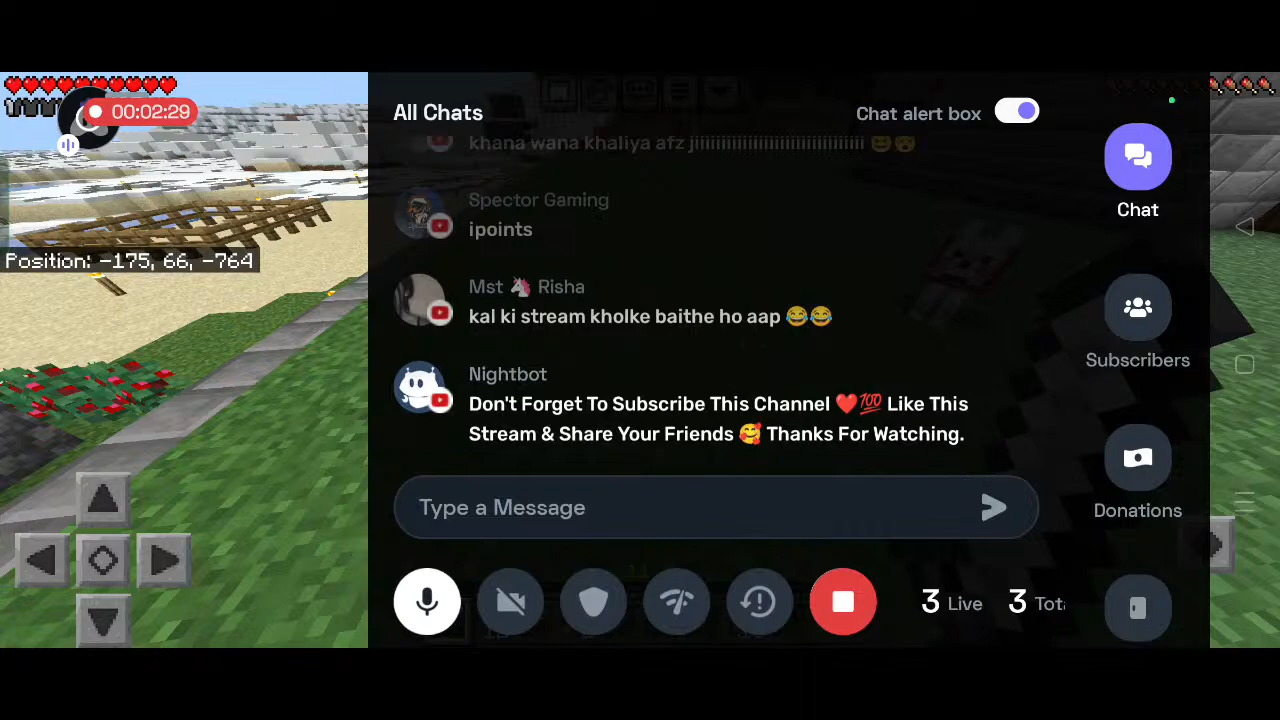 00:02:29
Position: -175, 66, -764
All Chats
Chat alert box
khana wana khaliya afz jiiiiiiiiiiiiiiiiiiiiiiiiiiiiiiiii 😆😲
Spector Gaming
ipoints
Mst 🦄 Risha
kal ki stream kholke baithe ho aap 😂😂
Nightbot
Don't Forget To Subscribe This Channel ❤️💯 Like This
Stream & Share Your Friends 🥰 Thanks For Watching.
Type a Message
3 Live 3 Tot
Chat
Subscribers
Donations